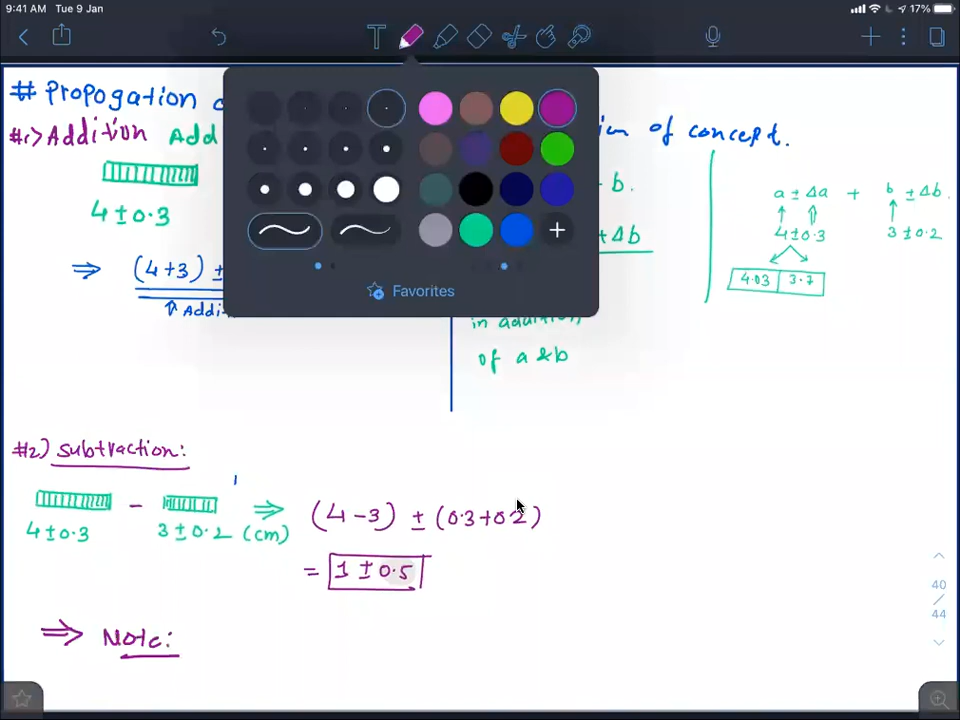 9:41 AM Tue 9 Jan
17%
T
# Propogation
ion of concept.
#1) Addition Add
b.
4 ± 0.3
+ Δb
a ± Δa + b ± Δb.
4 ± 0.3
3 ± 0.2
4.03 3.7
⇒ (4+3) ±
↑ Addi
Favorites
in addition
of a & b
#2) subtraction:
− ⇒ (4-3) ± (0.3+0.2)
4 ± 0.3
3 ± 0.2 (cm)
= 1 ± 0.5
⇒ Note:
40
/
44